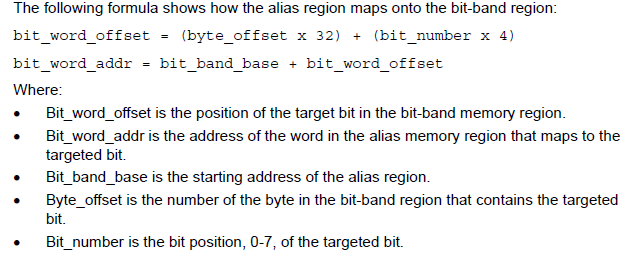 The following formula shows how the alias region maps onto the bit-band region:
bit_word_offset = (byte_offset x 32) + (bit_number x 4)
bit_word_addr = bit_band_base + bit_word_offset
Where:
• Bit_word_offset is the position of the target bit in the bit-band memory region.
• Bit_word_addr is the address of the word in the alias memory region that maps to the
targeted bit.
• Bit_band_base is the starting address of the alias region.
• Byte_offset is the number of the byte in the bit-band region that contains the targeted
bit.
• Bit_number is the bit position, 0-7, of the targeted bit.